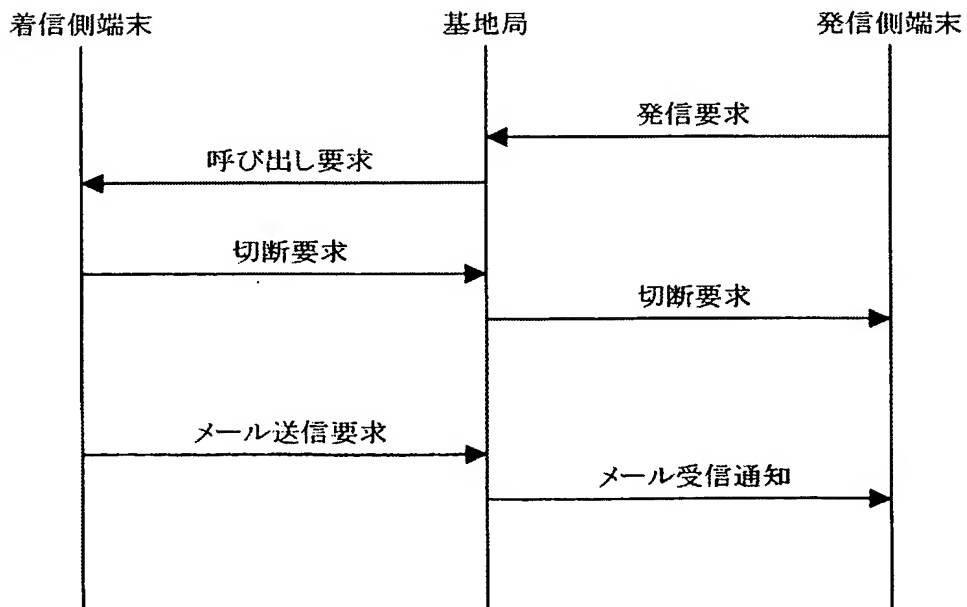 着信側端末
基地局
発信側端末
発信要求
呼び出し要求
切断要求
切断要求
メール送信要求
メール受信通知